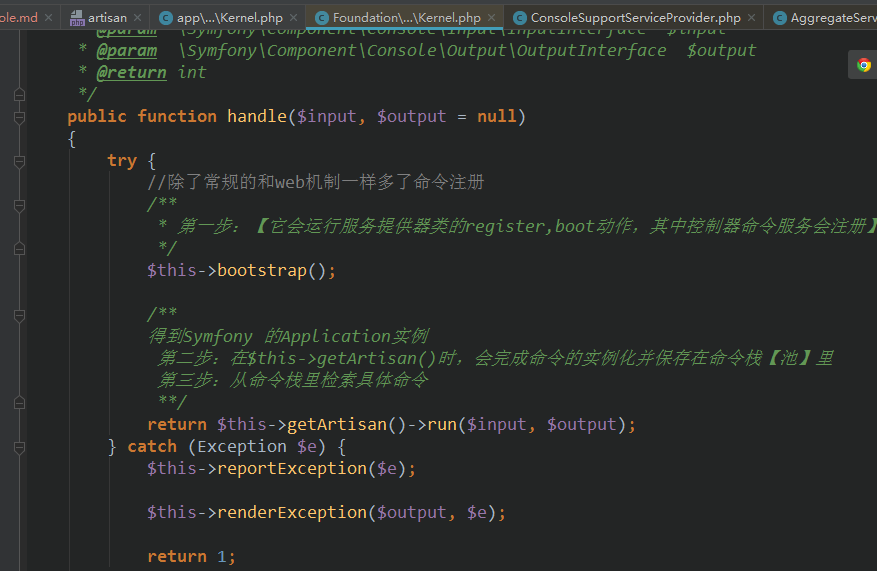 ole.md × artisan × app\...\Kernel.php × Foundation\...\Kernel.php × ConsoleSupportServiceProvider.php × AggregateServ
* @param \Symfony\Component\Console\Input\InputInterface $input
* @param \Symfony\Component\Console\Output\OutputInterface $output
* @return int
*/
public function handle($input, $output = null)
{
try {
//除了常规的和web机制一样多了命令注册
/**
* 第一步：【它会运行服务提供器类的register,boot动作，其中控制器命令服务会注册】
*/
$this->bootstrap();
/**
得到Symfony 的Application实例
第二步：在$this->getArtisan()时，会完成命令的实例化并保存在命令栈【池】里
第三步：从命令栈里检索具体命令
**/
return $this->getArtisan()->run($input, $output);
} catch (Exception $e) {
$this->reportException($e);
$this->renderException($output, $e);
return 1;